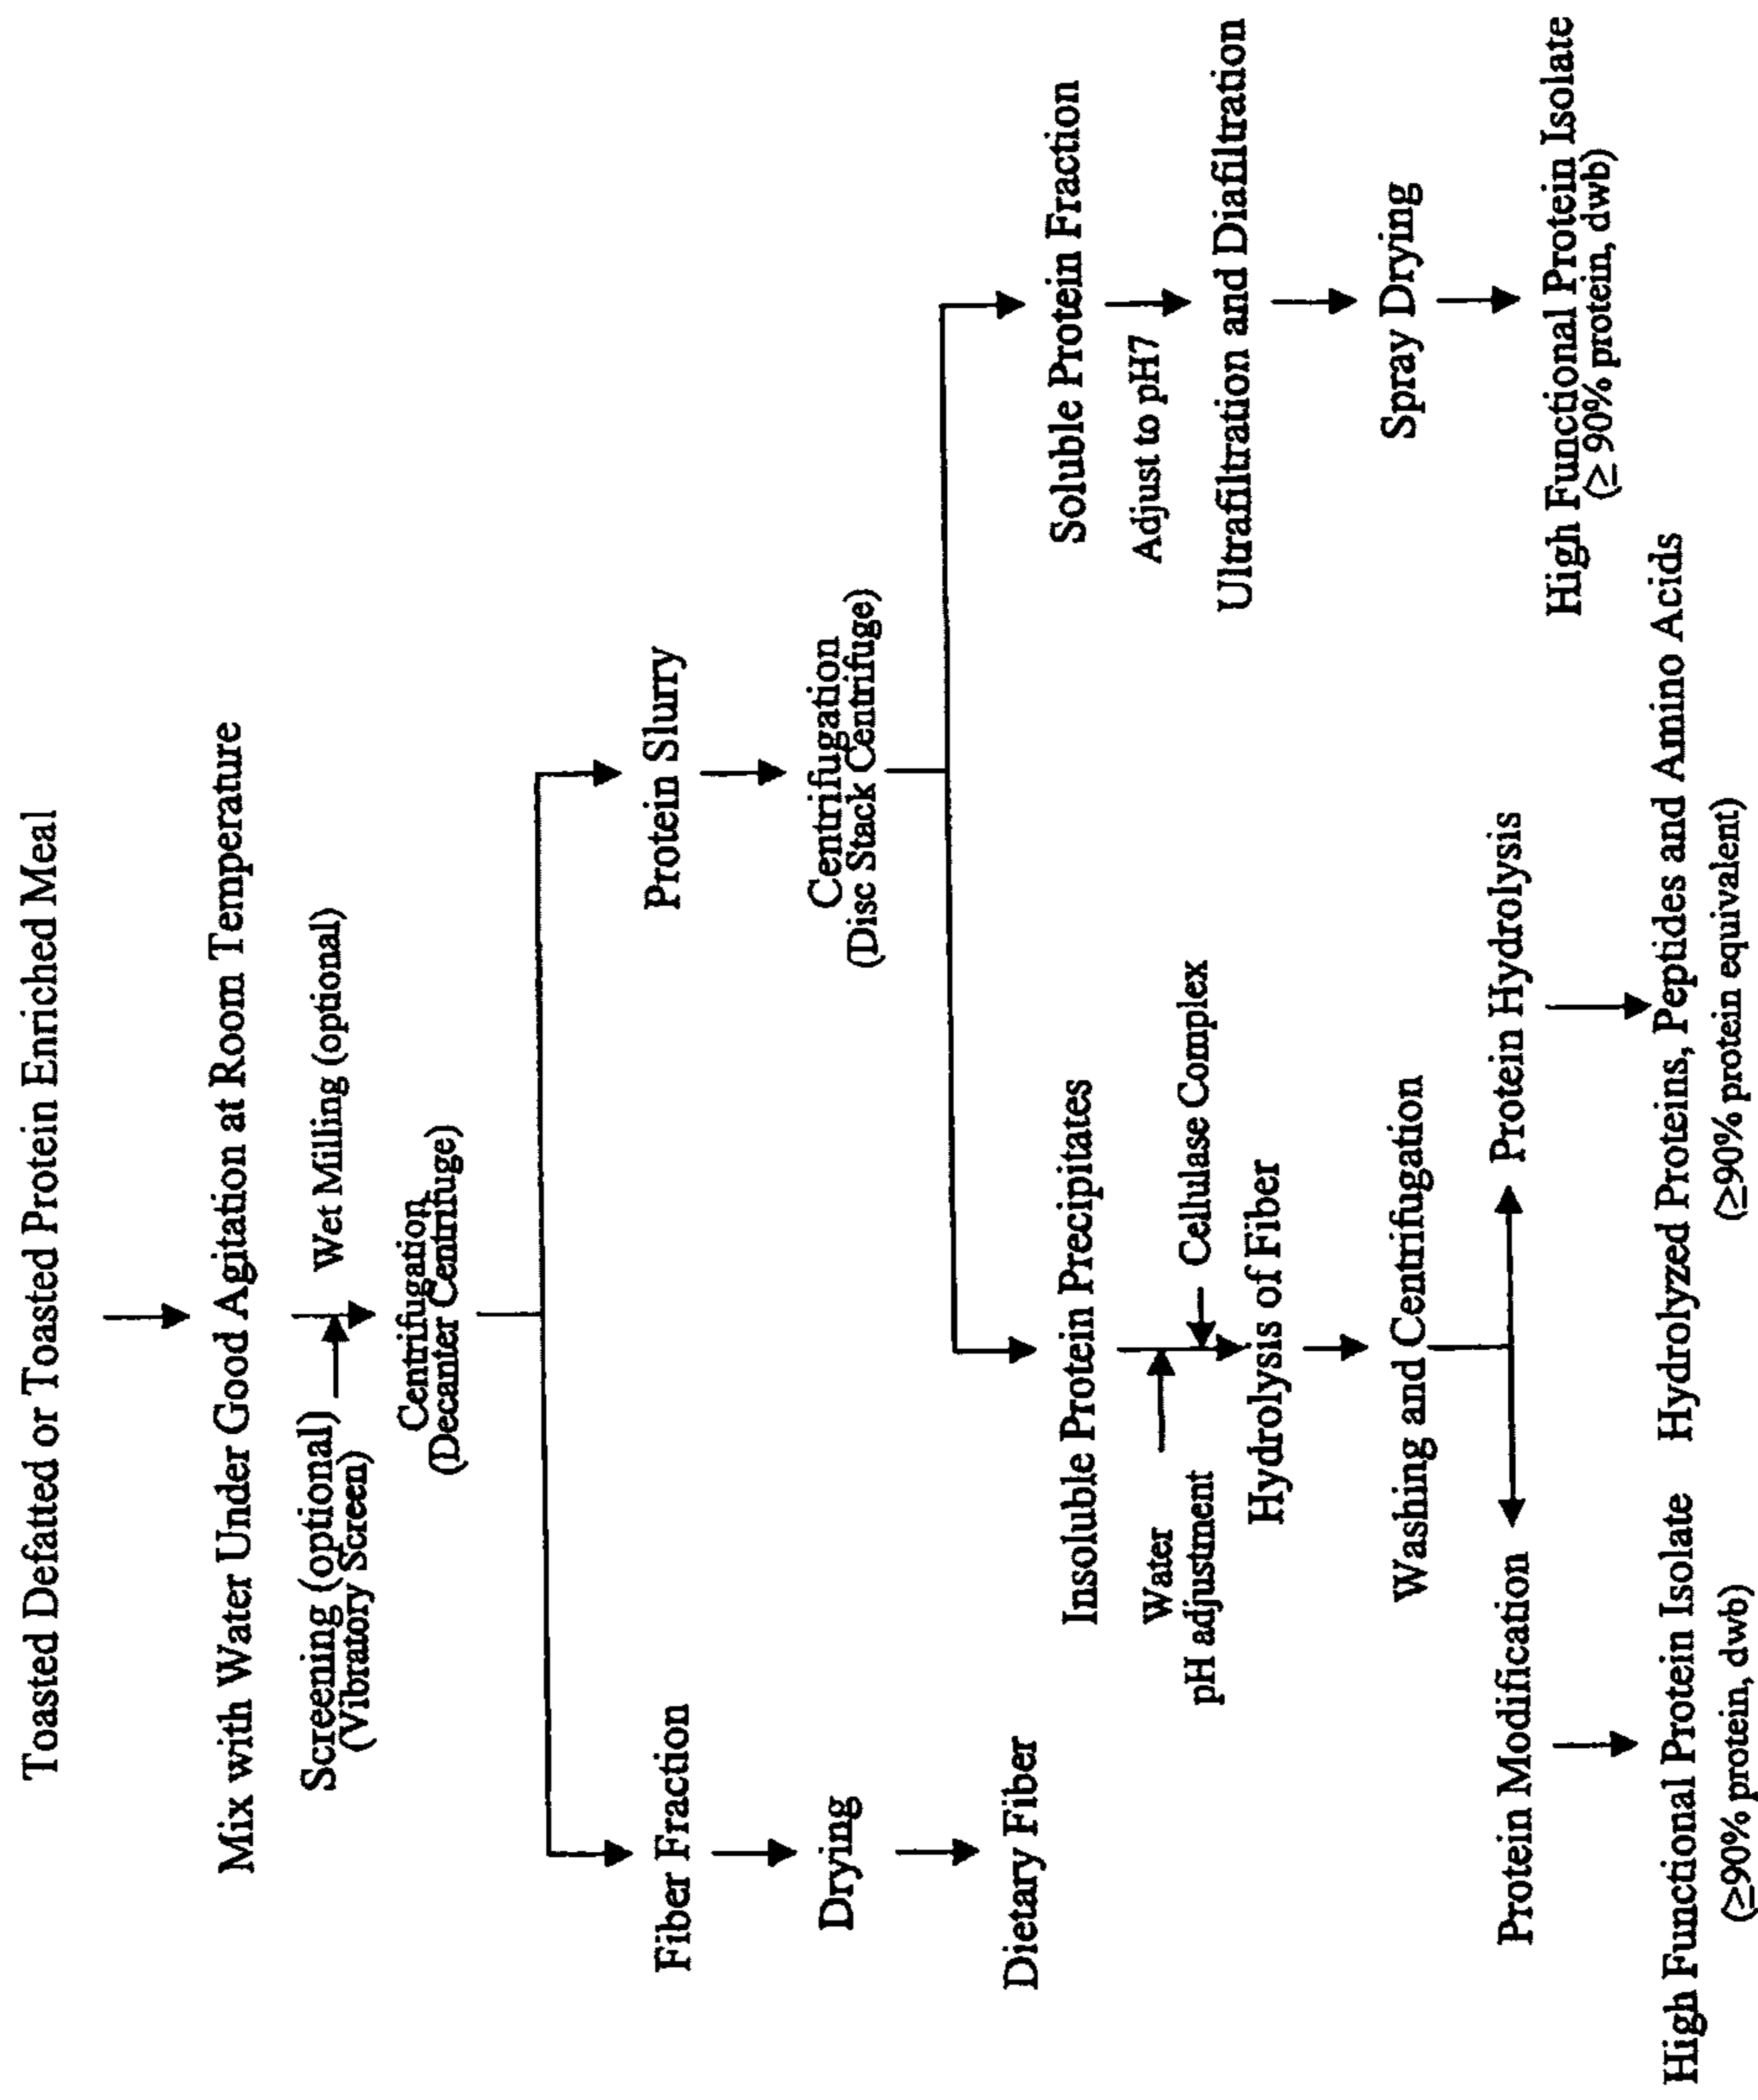 Toasted Defatted or Toasted Protein Enriched Meal
Mix with Water Under Good Agitation at Room Temperature
Screening (optional)
(Vibratory Screen)
Wet Milling (optional)
Centrifugation
(Decanter Centrifuge)
Fiber Fraction
Protein Slurry
Drying
Centrifugation
(Disc Stack Centrifuge)
Dietary Fiber
Insoluble Protein Precipitates
Soluble Protein Fraction
Water
pH adjustment
Cellulase Complex
Adjust to pH7
Hydrolysis of Fiber
Ultrafiltration and Diafiltration
Washing and Centrifugation
Spray Drying
Protein Modification
Protein Hydrolysis
High Functional Protein Isolate
(≥ 90% protein, dwb)
High Functional Protein Isolate
(≥90% protein, dwb)
Hydrolyzed Proteins, Peptides and Amino Acids
(≥90% protein equivalent)